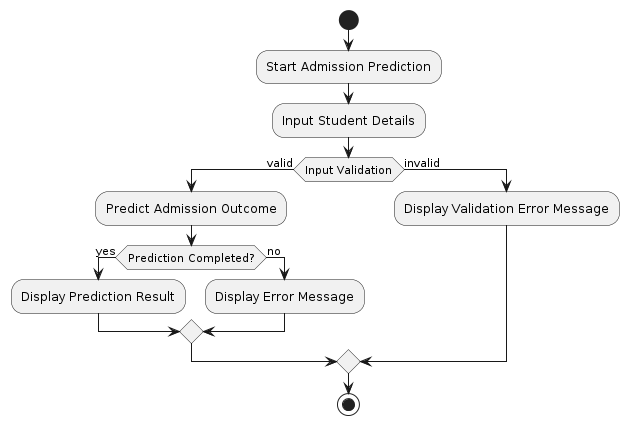 Start Admission Prediction
Input Student Details
valid
Input Validation
invalid
Predict Admission Outcome
Display Validation Error Message
yes
Prediction Completed?
no
Display Prediction Result
Display Error Message